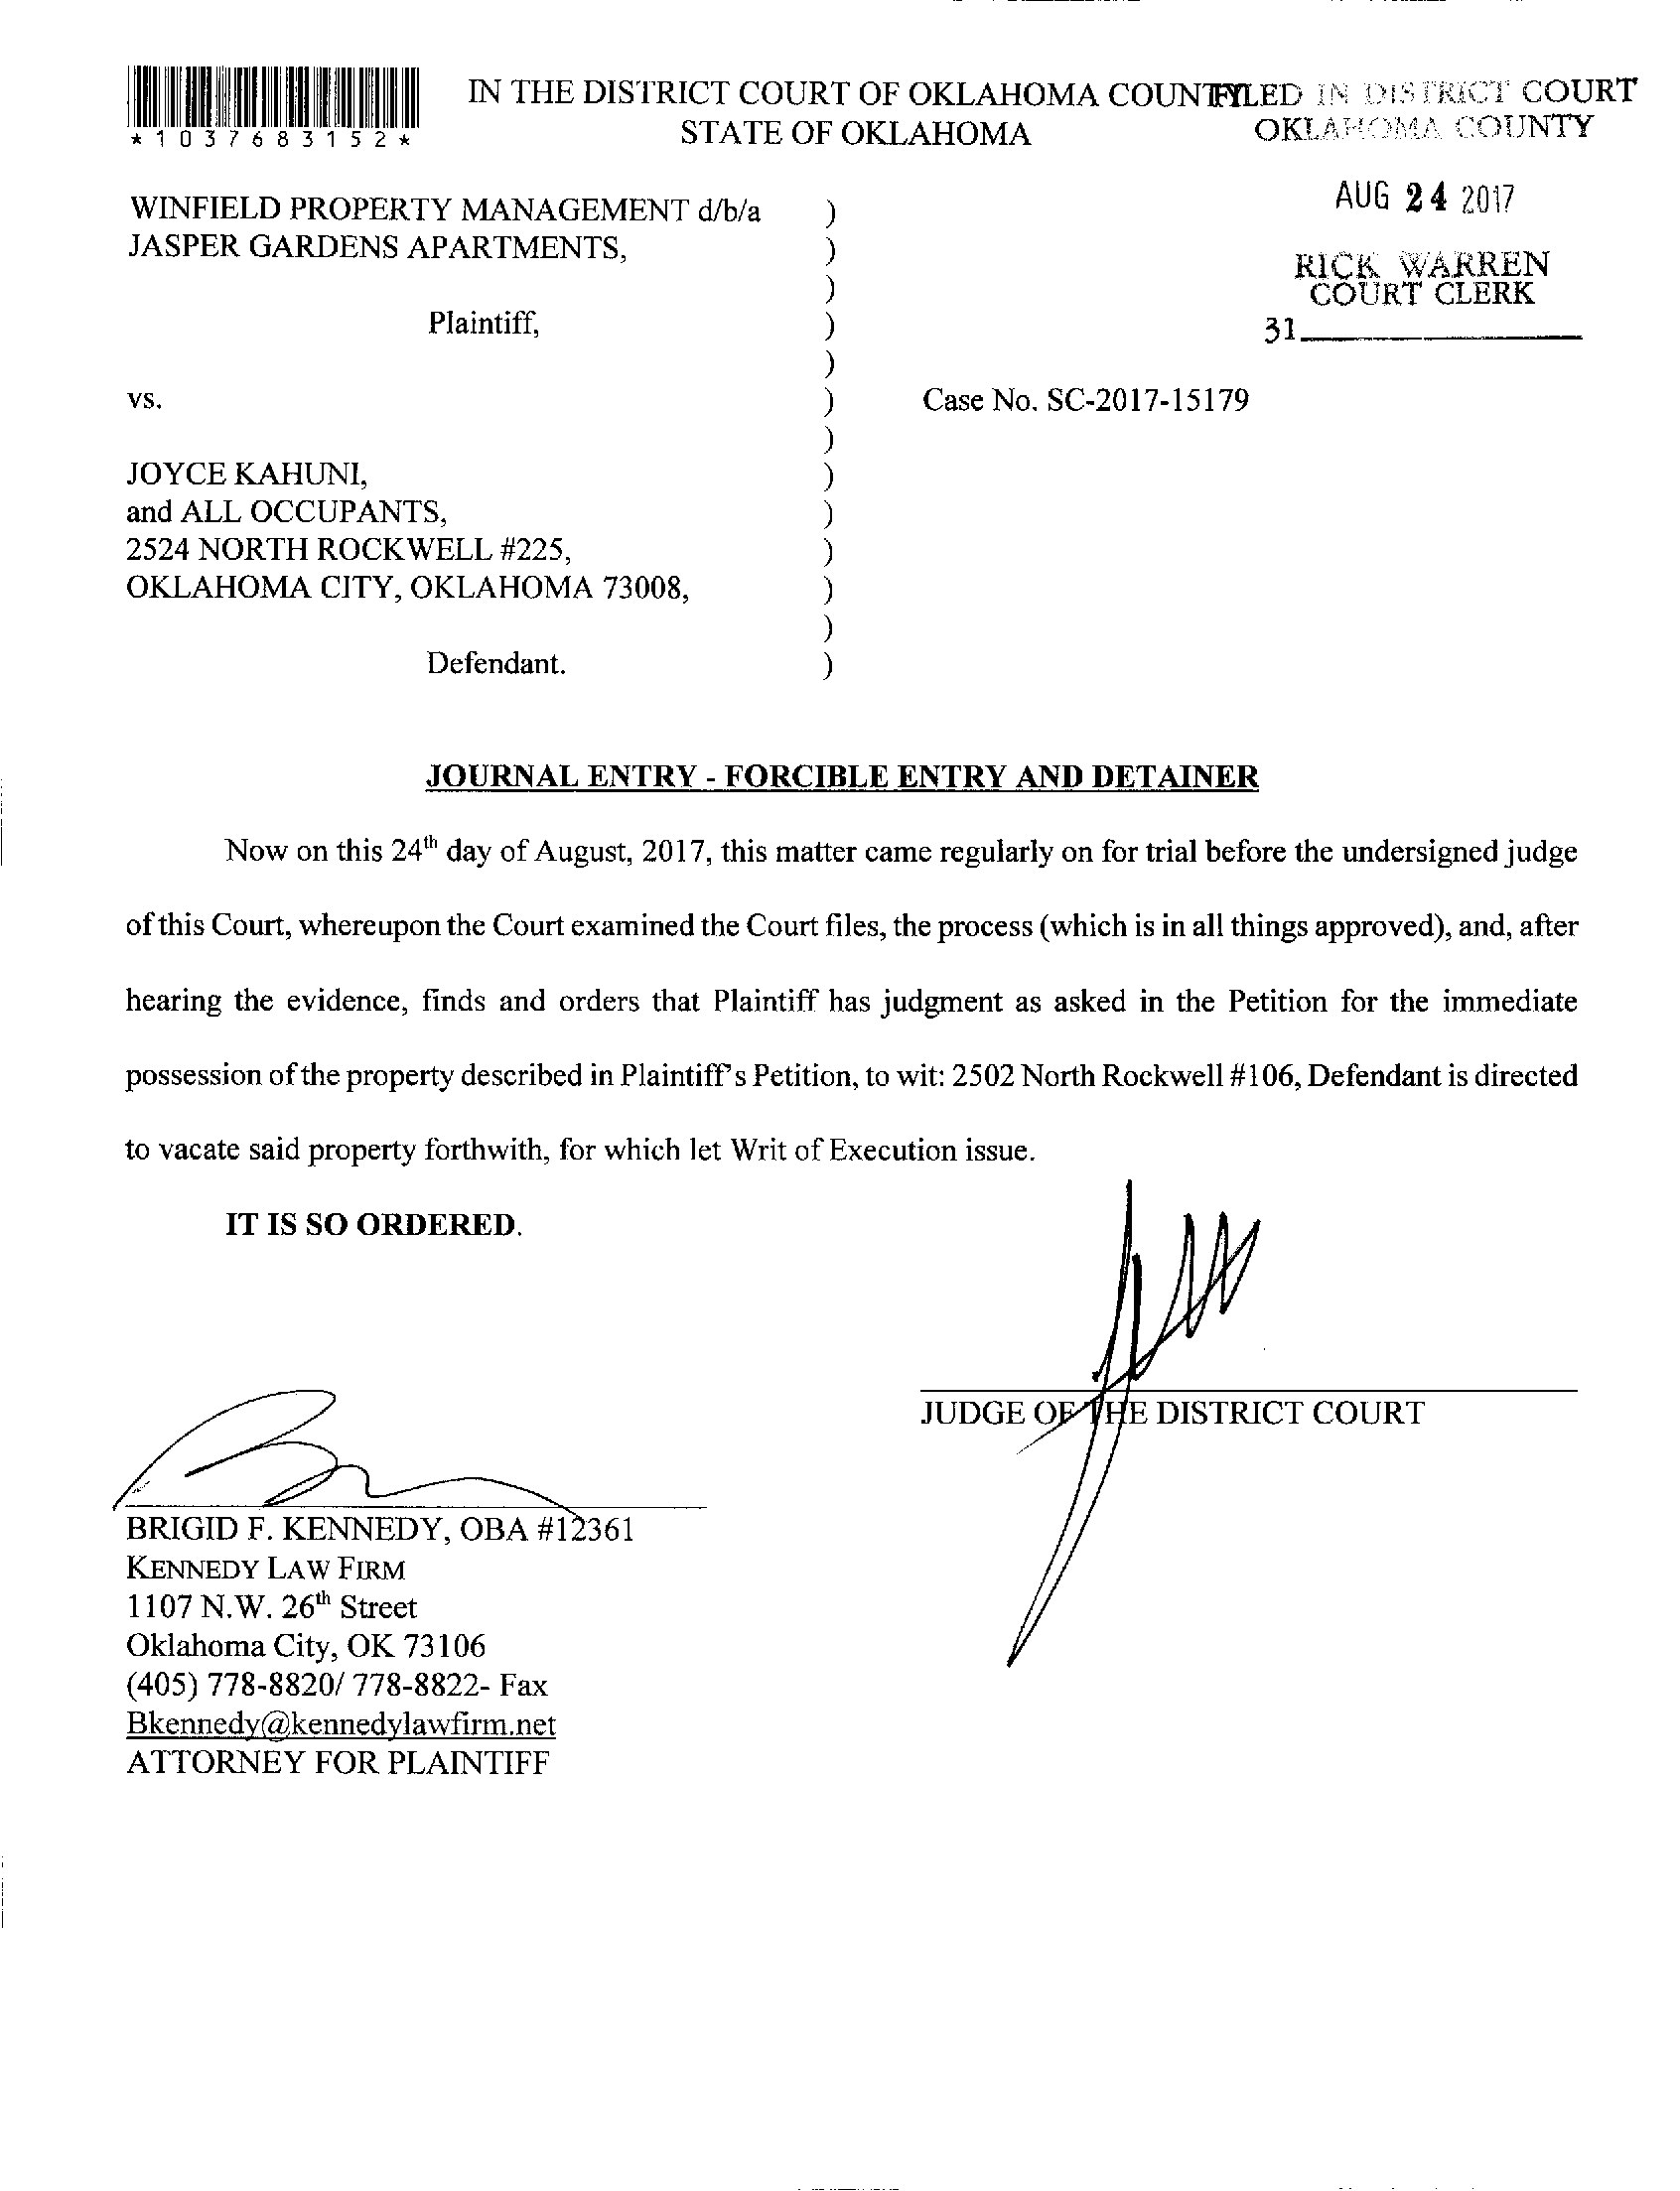 IN THE DISTRICT COURT OF OKLAHOMA COUNTY
STATE OF OKLAHOMA
FILED IN DISTRICT COURT
OKLAHOMA COUNTY
*1037683152*
AUG 24 2017
RICK WARREN
COURT CLERK
31
WINFIELD PROPERTY MANAGEMENT d/b/a )
JASPER GARDENS APARTMENTS, )
)
Plaintiff, )
)
vs. ) Case No. SC-2017-15179
)
JOYCE KAHUNI, )
and ALL OCCUPANTS, )
2524 NORTH ROCKWELL #225, )
OKLAHOMA CITY, OKLAHOMA 73008, )
)
Defendant. )
JOURNAL ENTRY - FORCIBLE ENTRY AND DETAINER
Now on this 24th day of August, 2017, this matter came regularly on for trial before the undersigned judge
of this Court, whereupon the Court examined the Court files, the process (which is in all things approved), and, after
hearing the evidence, finds and orders that Plaintiff has judgment as asked in the Petition for the immediate
possession of the property described in Plaintiff's Petition, to wit: 2502 North Rockwell #106, Defendant is directed
to vacate said property forthwith, for which let Writ of Execution issue.
IT IS SO ORDERED.
JUDGE OF THE DISTRICT COURT
BRIGID F. KENNEDY, OBA #12361
KENNEDY LAW FIRM
1107 N.W. 26th Street
Oklahoma City, OK 73106
(405) 778-8820/ 778-8822- Fax
Bkennedy@kennedylawfirm.net
ATTORNEY FOR PLAINTIFF